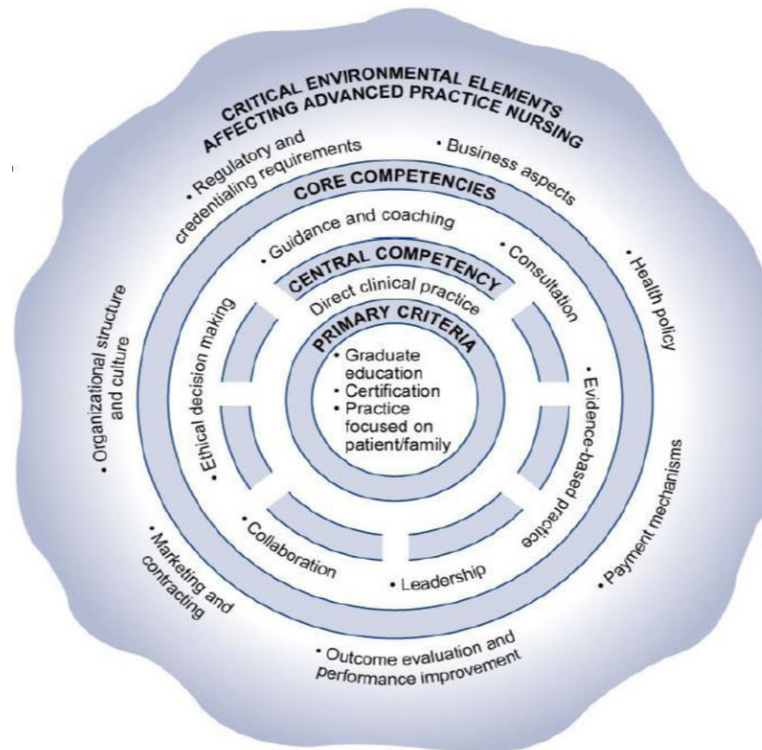 CRITICAL ENVIRONMENTAL ELEMENTS
AFFECTING ADVANCED PRACTICE NURSING
• Regulatory and
credentialing requirements
• Business aspects
• Health policy
• Payment mechanisms
• Outcome evaluation and
performance improvement
• Marketing and
contracting
• Organizational structure
and culture
CORE COMPETENCIES
• Guidance and coaching
• Consultation
• Evidence-based practice
• Leadership
• Collaboration
• Ethical decision making
CENTRAL COMPETENCY
Direct clinical practice
PRIMARY CRITERIA
• Graduate
education
• Certification
• Practice
focused on
patient/family